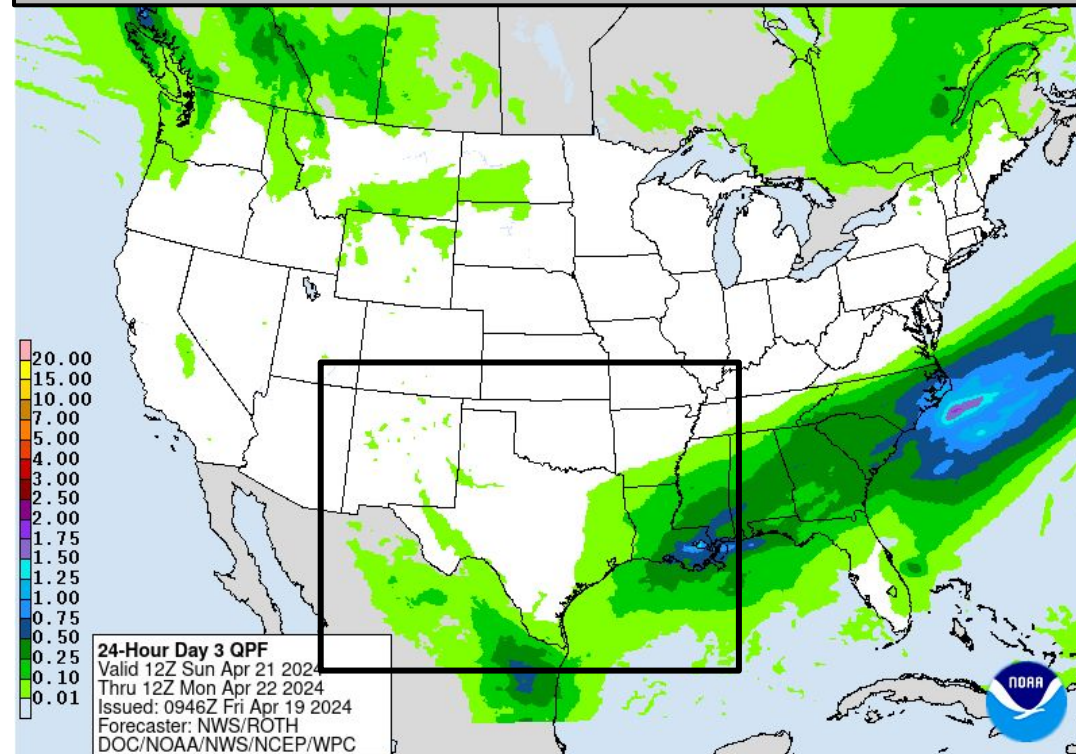 20.00
15.00
10.00
7.00
5.00
4.00
3.00
2.50
2.00
1.75
1.50
1.25
1.00
0.75
0.50
0.25
0.10
0.01
24-Hour Day 3 QPF
Valid 12Z Sun Apr 21 2024
Thru 12Z Mon Apr 22 2024
Issued: 0946Z Fri Apr 19 2024
Forecaster: NWS/ROTH
DOC/NOAA/NWS/NCEP/WPC
NOAA